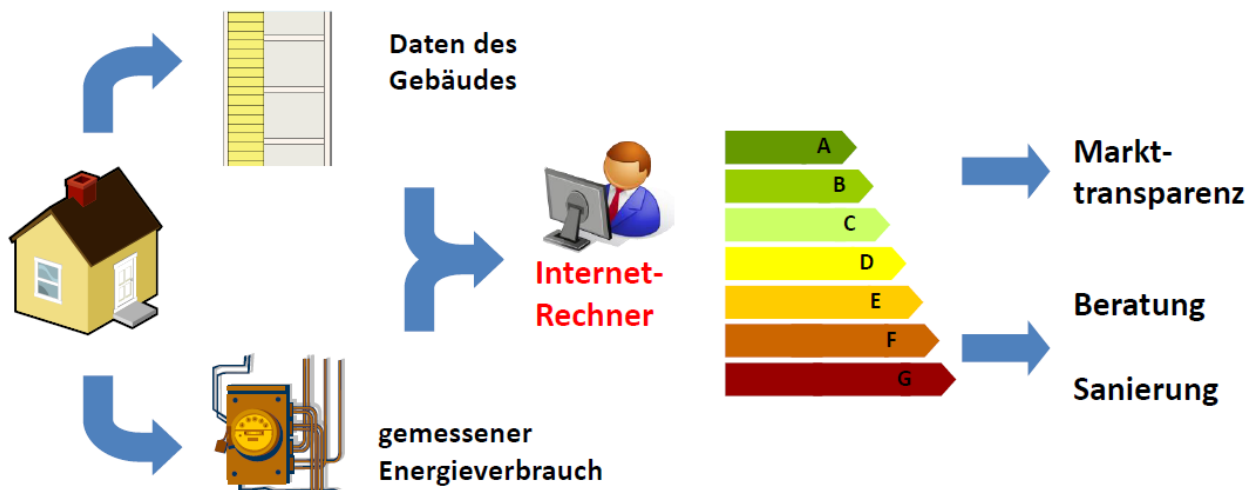 Daten des
Gebäudes
gemessener
Energieverbrauch
Internet-
Rechner
A
B
C
D
E
F
G
Markt-
transparenz
Beratung
Sanierung